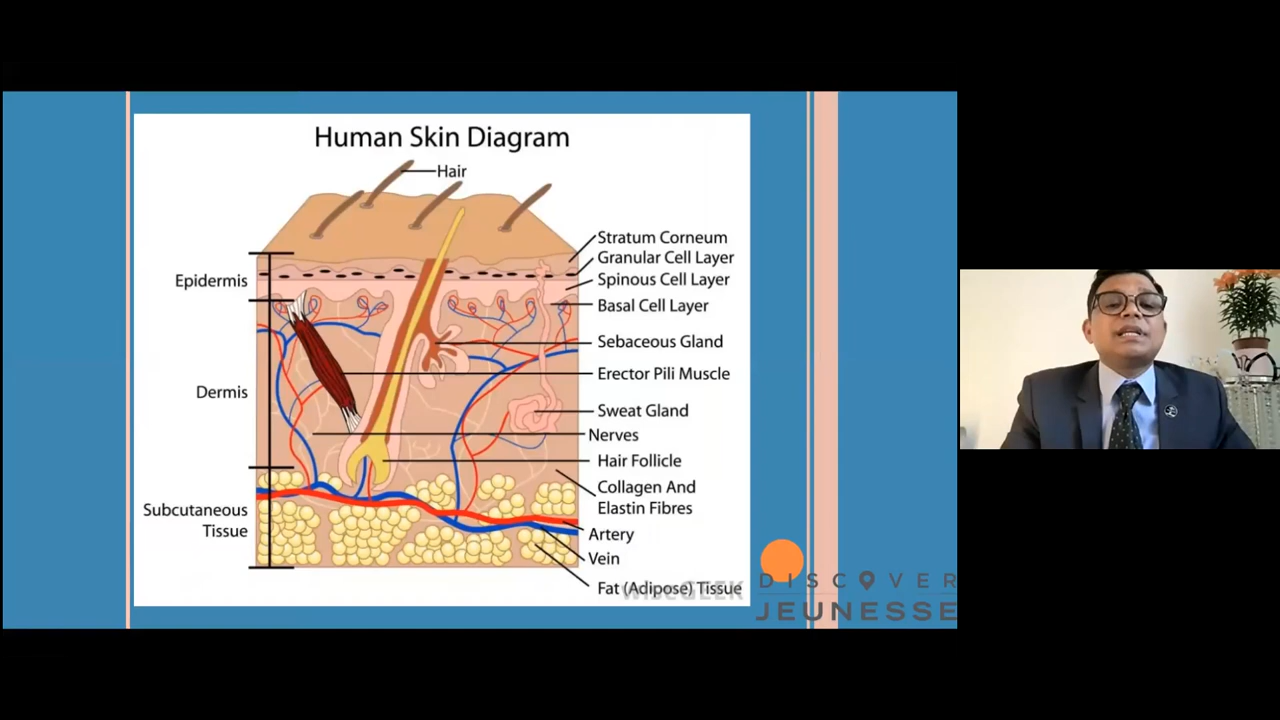 Human Skin Diagram
Hair
Stratum Corneum
Granular Cell Layer
Spinous Cell Layer
Basal Cell Layer
Sebaceous Gland
Erector Pili Muscle
Sweat Gland
Nerves
Hair Follicle
Collagen And
Elastin Fibres
Artery
Vein
Fat (Adipose) Tissue
Epidermis
Dermis
Subcutaneous
Tissue
wiseGEEK
DISCOVER
JEUNESSE